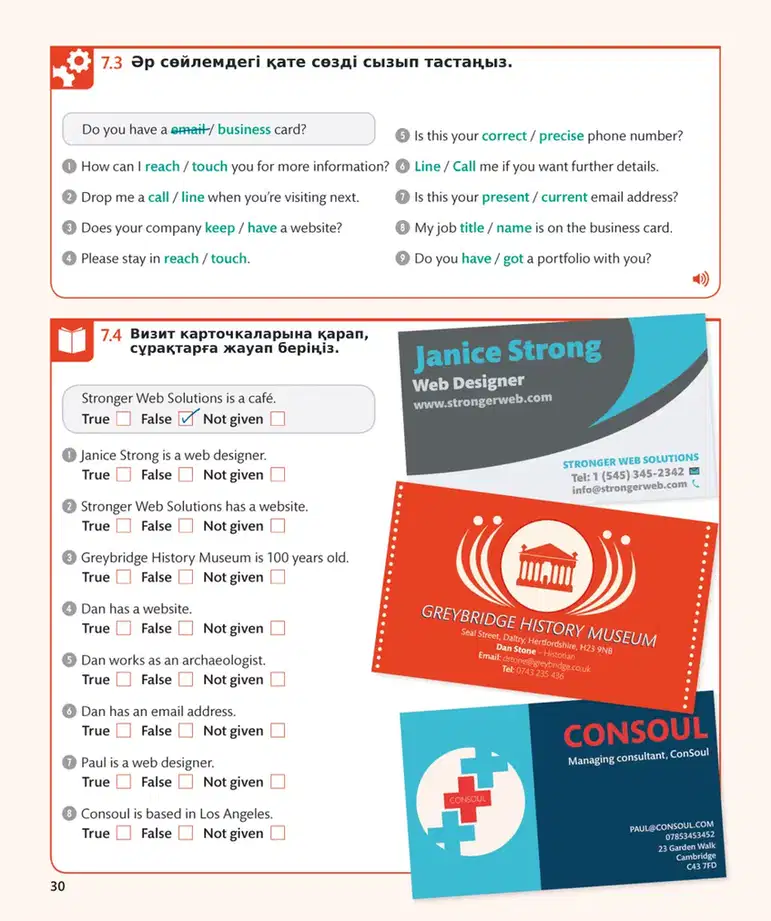 7.3 Әр сөйлемдегі қате сөзді сызып тастаңыз.
Do you have a email / business card?
1 How can I reach / touch you for more information?
2 Drop me a call / line when you’re visiting next.
3 Does your company keep / have a website?
4 Please stay in reach / touch.
5 Is this your correct / precise phone number?
6 Line / Call me if you want further details.
7 Is this your present / current email address?
8 My job title / name is on the business card.
9 Do you have / got a portfolio with you?
7.4 Визит карточкаларына қарап,
сұрақтарға жауап беріңіз.
Stronger Web Solutions is a café.
True False Not given
1 Janice Strong is a web designer.
True False Not given
2 Stronger Web Solutions has a website.
True False Not given
3 Greybridge History Museum is 100 years old.
True False Not given
4 Dan has a website.
True False Not given
5 Dan works as an archaeologist.
True False Not given
6 Dan has an email address.
True False Not given
7 Paul is a web designer.
True False Not given
8 Consoul is based in Los Angeles.
True False Not given
Janice Strong
Web Designer
www.strongerweb.com
STRONGER WEB SOLUTIONS
Tel: 1 (545) 345-2342
info@strongerweb.com
GREYBRIDGE HISTORY MUSEUM
Seal Street, Daltry, Hertfordshire, H23 9NB
Dan Stone – Historian
Email: drtone@greybridge.co.uk
Tel: 0743 235 436
CONSOUL
Managing consultant, ConSoul
CONSOUL
PAUL@CONSOUL.COM
07853453452
23 Garden Walk
Cambridge
C43 7FD
30